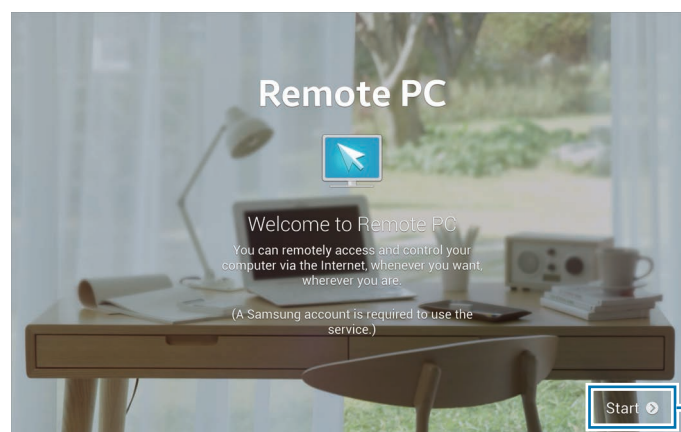 Remote PC
Welcome to Remote PC
You can remotely access and control your
computer via the Internet, whenever you want,
wherever you are.
(A Samsung account is required to use the
service.)
Start